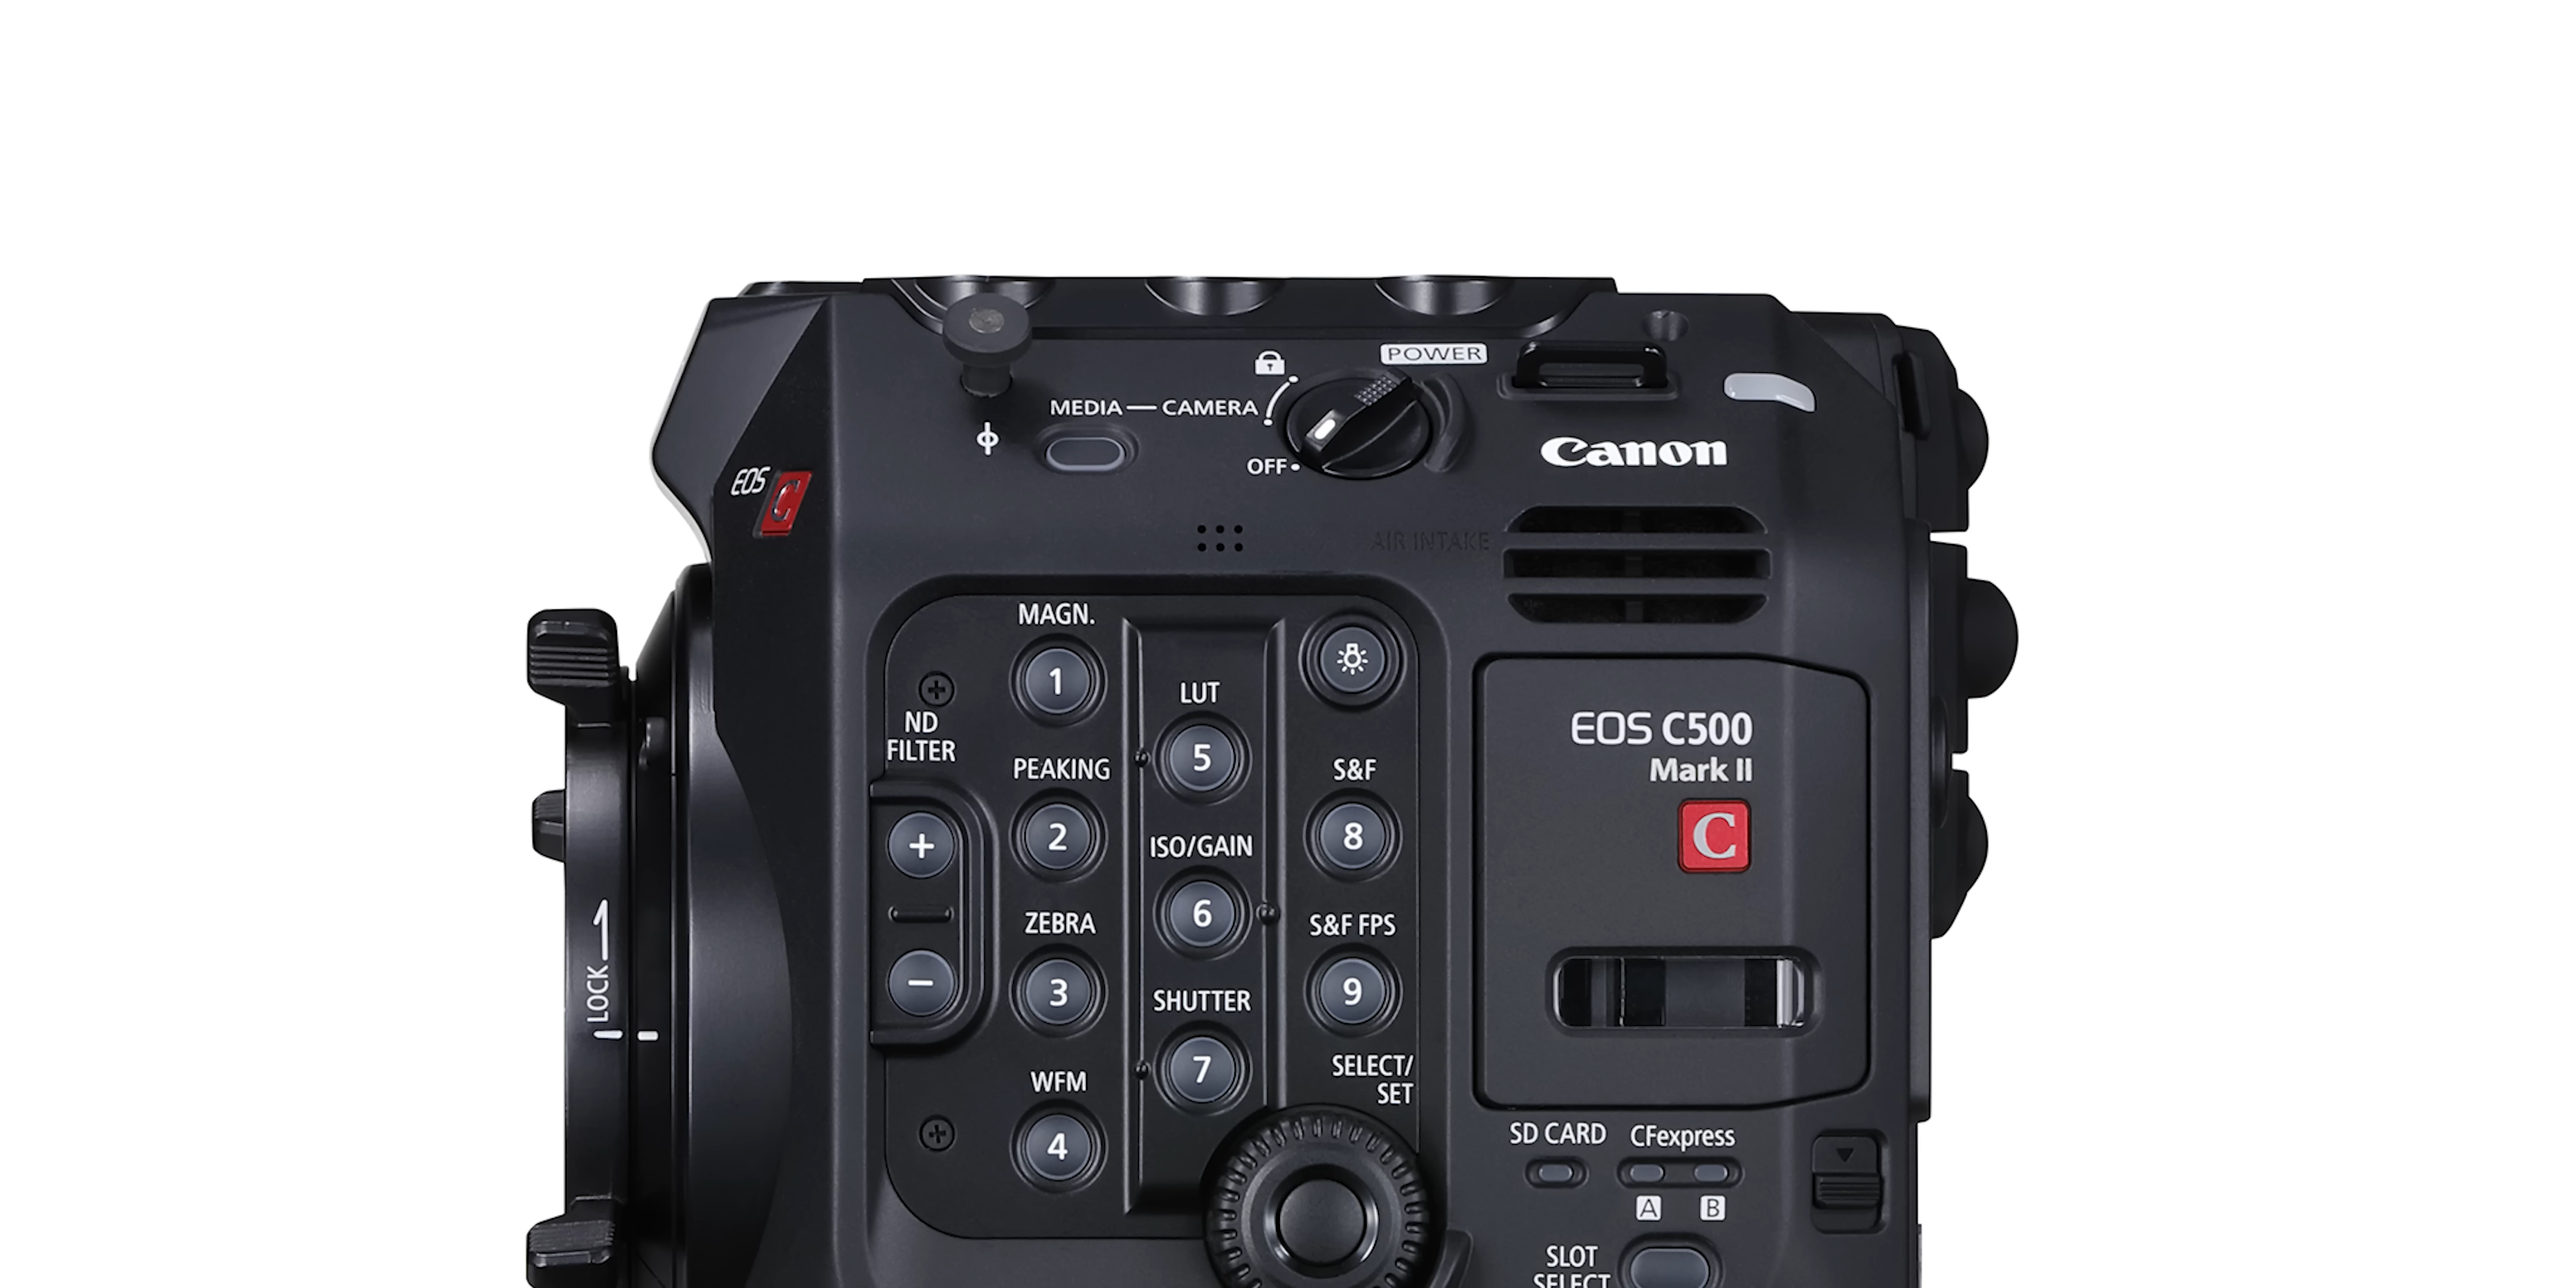 POWER
MEDIA — CAMERA
OFF
Canon
EOS C
AIR INTAKE
MAGN.
1
LUT
5
ND
FILTER
+
−
PEAKING
2
S&F
8
ISO/GAIN
6
ZEBRA
3
S&F FPS
9
SHUTTER
7
WFM
4
SELECT/
SET
LOCK
EOS C500
Mark II
C
SD CARD
CFexpress
A B
SLOT
SELECT